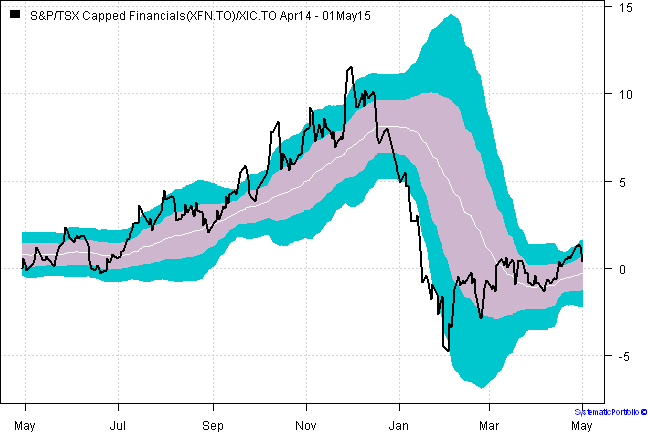 S&P/TSX Capped Financials(XFN.TO)/XIC.TO Apr14 - 01May15
15
10
5
0
-5
May Jul Sep Nov Jan Mar May
SystematicPortfolio ©